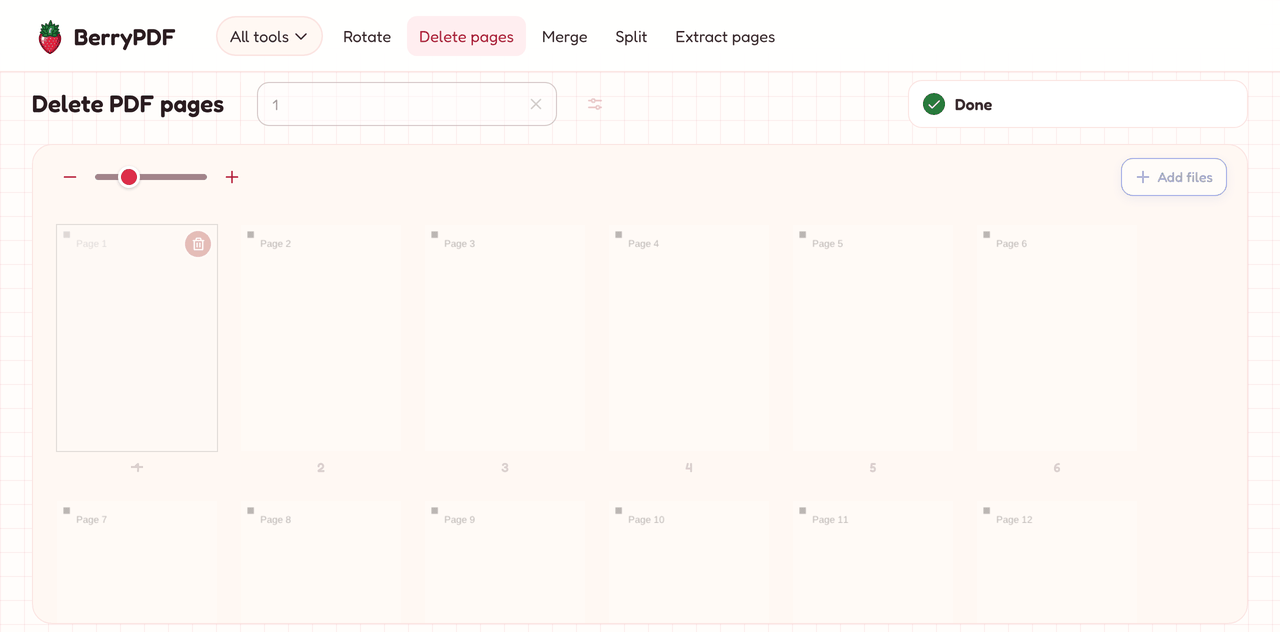 BerryPDF
All tools Rotate Delete pages Merge Split Extract pages
Delete PDF pages
1
Done
Add files
Page 1 Page 2 Page 3 Page 4 Page 5 Page 6
1 2 3 4 5 6
Page 7 Page 8 Page 9 Page 10 Page 11 Page 12